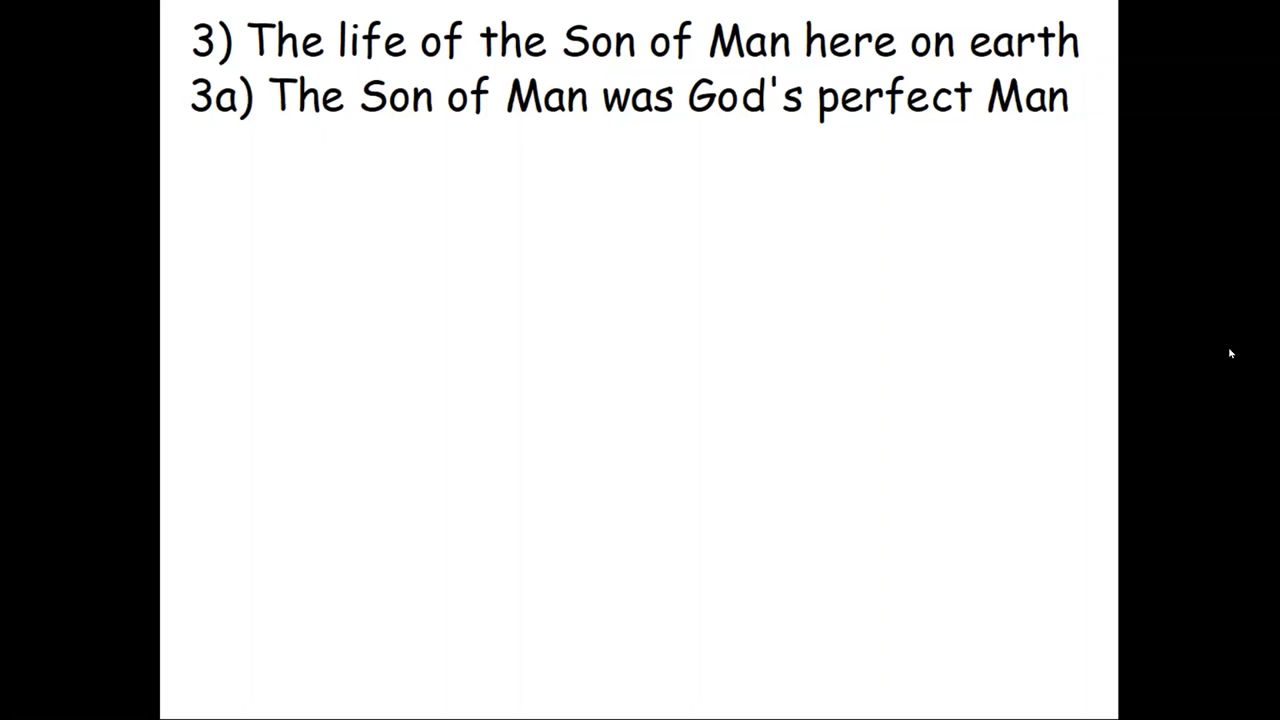 3) The life of the Son of Man here on earth
3a) The Son of Man was God's perfect Man